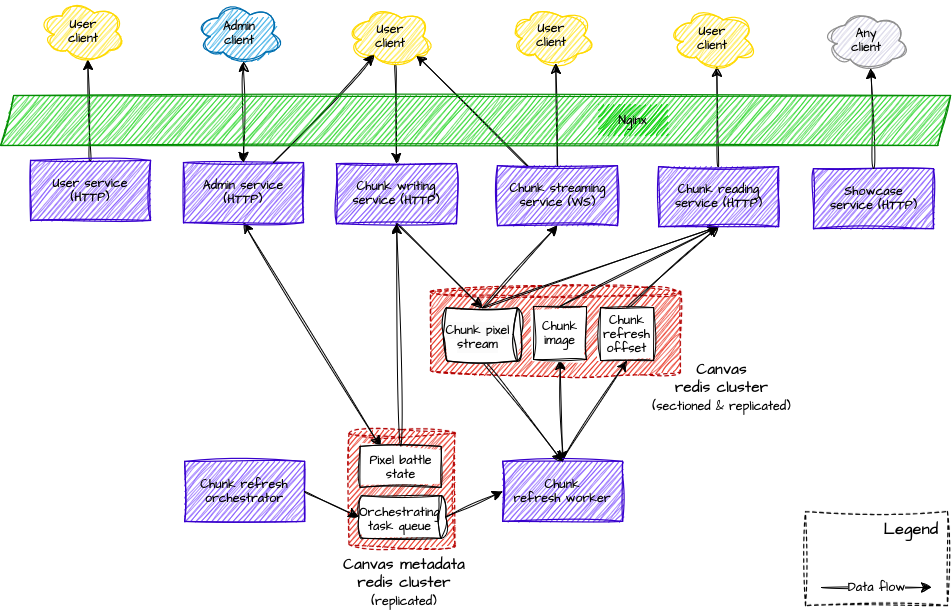 User
client
Admin
client
User
client
User
client
User
client
Any
client
Nginx
User service
(HTTP)
Admin service
(HTTP)
Chunk writing
service (HTTP)
Chunk streaming
service (WS)
Chunk reading
service (HTTP)
Showcase
service (HTTP)
Chunk pixel
stream
Chunk
image
Chunk
refresh
offset
Canvas
redis cluster
(sectioned & replicated)
Pixel battle
state
Chunk refresh
orchestrator
Orchestrating
task queue
Chunk
refresh worker
Canvas metadata
redis cluster
(replicated)
Legend
Data flow